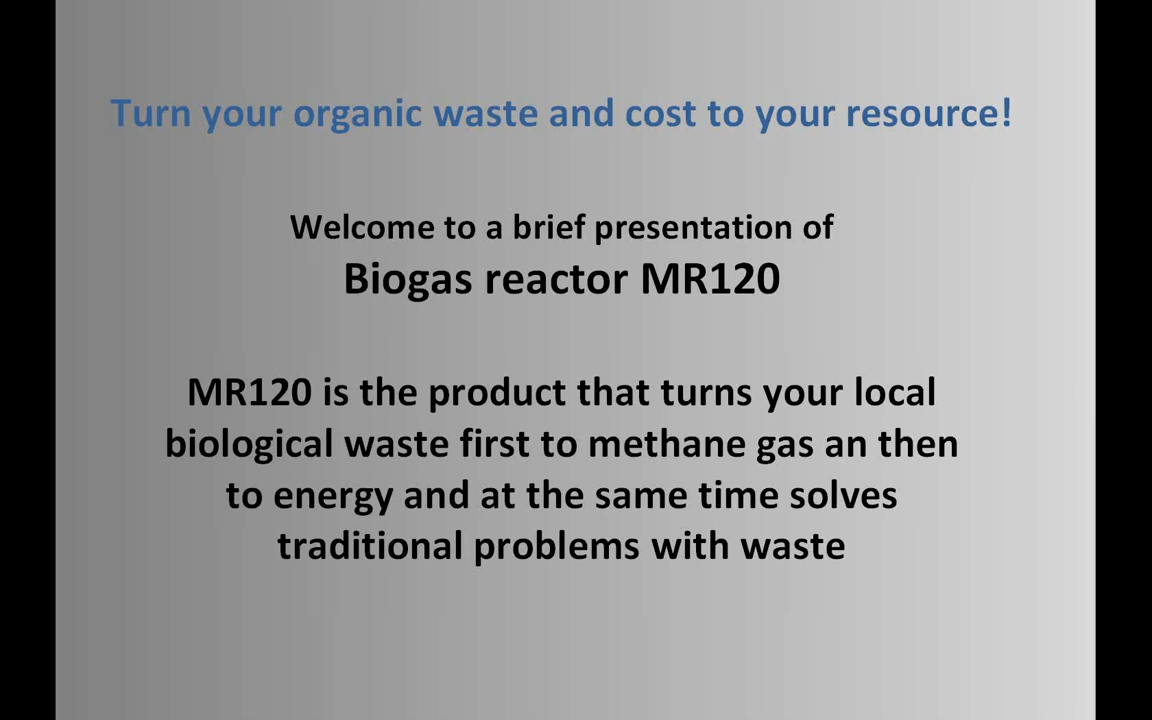 Turn your organic waste and cost to your resource!
Welcome to a brief presentation of
Biogas reactor MR120
MR120 is the product that turns your local
biological waste first to methane gas an then
to energy and at the same time solves
traditional problems with waste